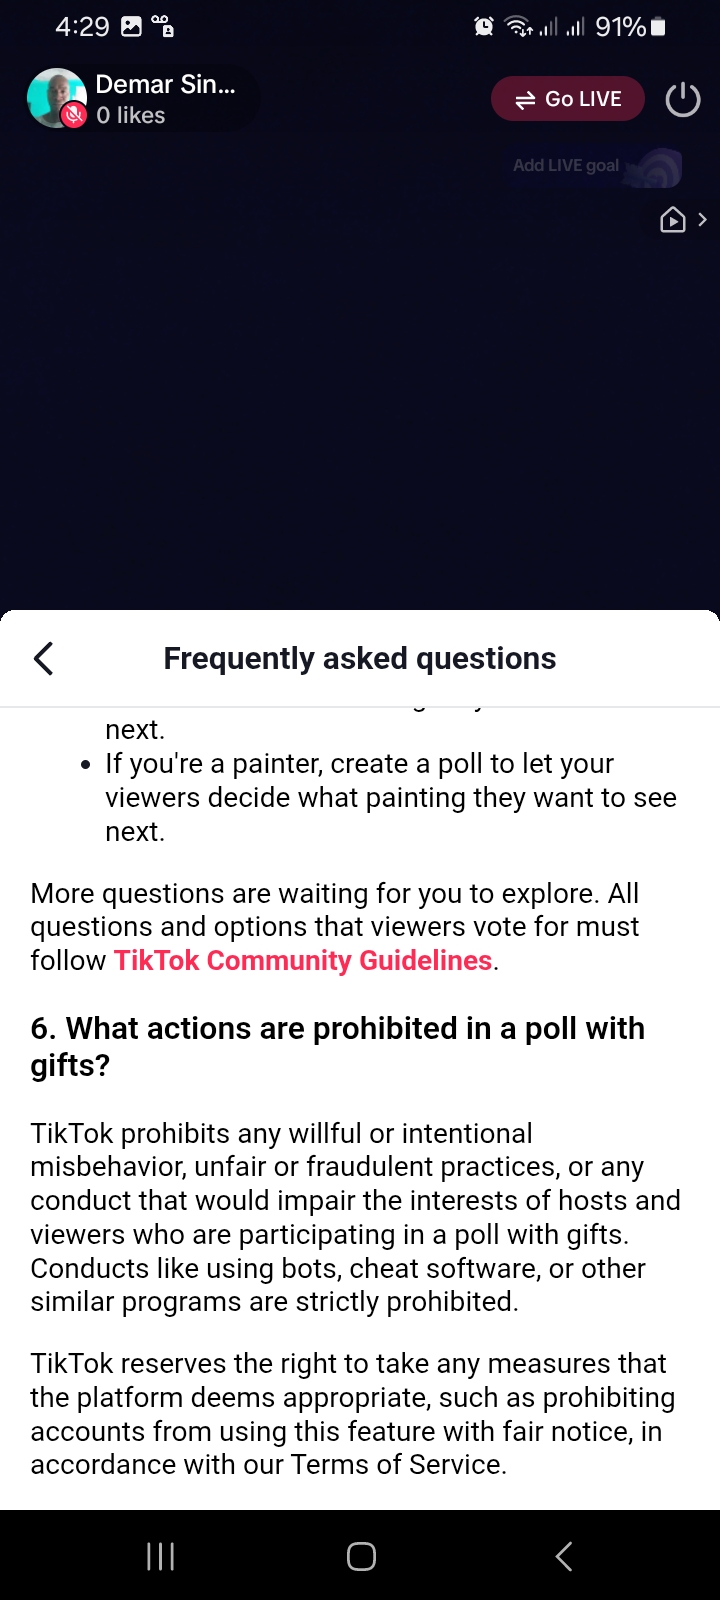 4:29
91%
Demar Sin...
0 likes
Go LIVE
Add LIVE goal
Frequently asked questions
next.
If you're a painter, create a poll to let your
viewers decide what painting they want to see
next.
More questions are waiting for you to explore. All
questions and options that viewers vote for must
follow TikTok Community Guidelines.
6. What actions are prohibited in a poll with
gifts?
TikTok prohibits any willful or intentional
misbehavior, unfair or fraudulent practices, or any
conduct that would impair the interests of hosts and
viewers who are participating in a poll with gifts.
Conducts like using bots, cheat software, or other
similar programs are strictly prohibited.
TikTok reserves the right to take any measures that
the platform deems appropriate, such as prohibiting
accounts from using this feature with fair notice, in
accordance with our Terms of Service.